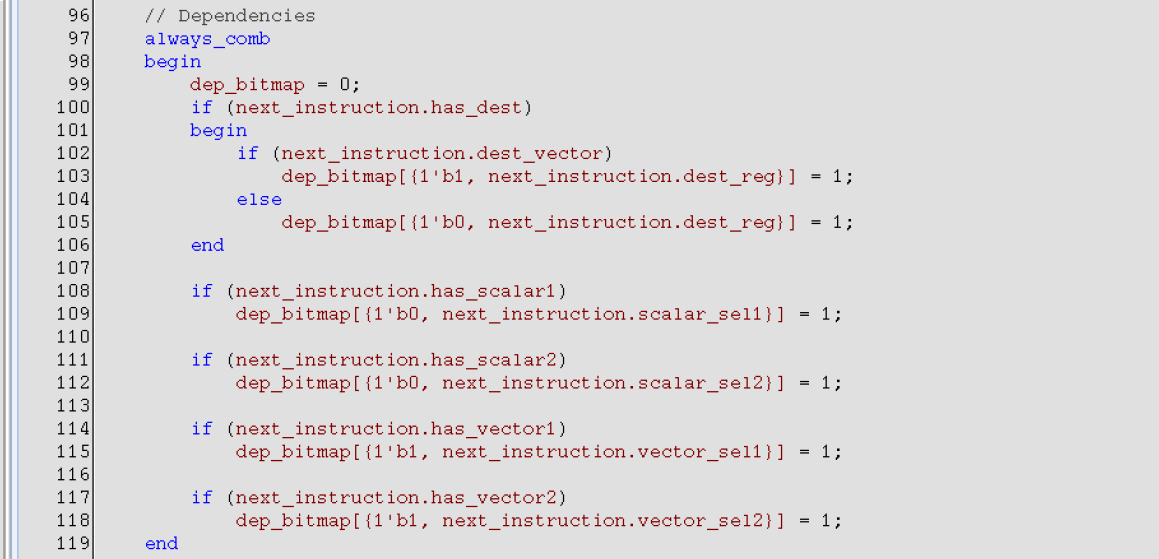 96 // Dependencies
97 always_comb
98 begin
99 dep_bitmap = 0;
100 if (next_instruction.has_dest)
101 begin
102 if (next_instruction.dest_vector)
103 dep_bitmap[{1'b1, next_instruction.dest_reg}] = 1;
104 else
105 dep_bitmap[{1'b0, next_instruction.dest_reg}] = 1;
106 end
107
108 if (next_instruction.has_scalar1)
109 dep_bitmap[{1'b0, next_instruction.scalar_sel1}] = 1;
110
111 if (next_instruction.has_scalar2)
112 dep_bitmap[{1'b0, next_instruction.scalar_sel2}] = 1;
113
114 if (next_instruction.has_vector1)
115 dep_bitmap[{1'b1, next_instruction.vector_sel1}] = 1;
116
117 if (next_instruction.has_vector2)
118 dep_bitmap[{1'b1, next_instruction.vector_sel2}] = 1;
119 end